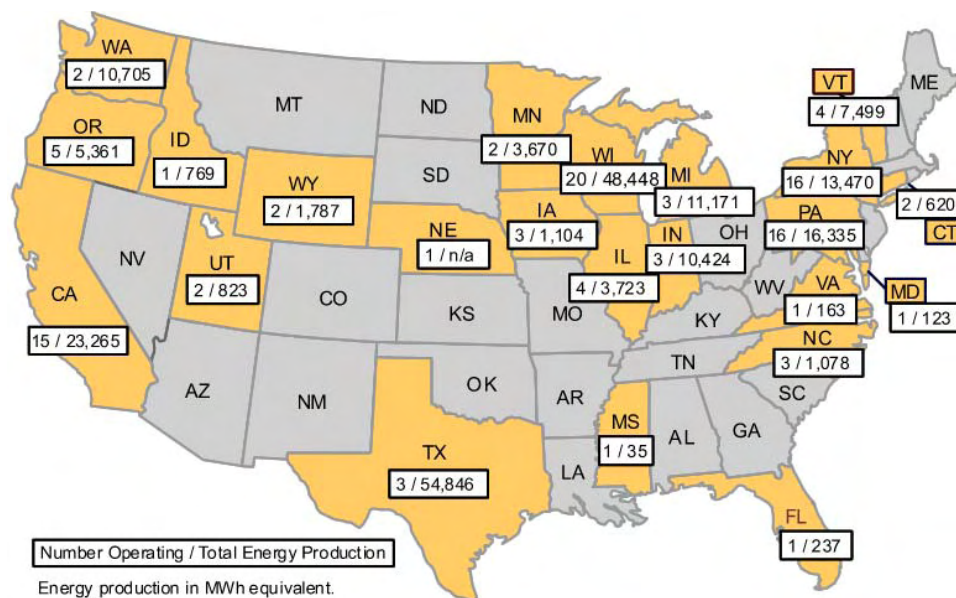 WA
2 / 10,705
MT
ND
MN
2 / 3,670
VT
4 / 7,499
ME
OR
5 / 5,361
ID
1 / 769
WY
2 / 1,787
SD
WI
20 / 48,448
MI
3 / 11,171
NY
16 / 13,470
2 / 620
CT
NE
1 / n/a
IA
3 / 1,104
IL
4 / 3,723
IN
3 / 10,424
OH
PA
16 / 16,335
NV
UT
2 / 823
CO
KS
MO
KY
WV
VA
1 / 163
MD
1 / 123
CA
15 / 23,265
AZ
NM
OK
AR
TN
NC
3 / 1,078
SC
TX
3 / 54,846
LA
MS
1 / 35
AL
GA
FL
1 / 237
Number Operating / Total Energy Production
Energy production in MWh equivalent.